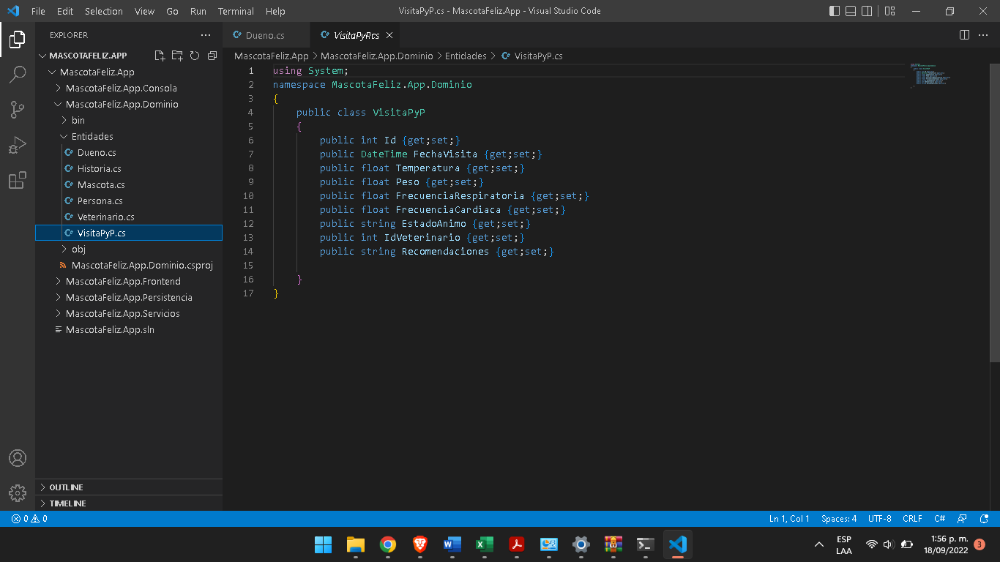 File Edit Selection View Go Run Terminal Help VisitaPyP.cs - MascotaFeliz.App - Visual Studio Code
EXPLORER
MASCOTAFELIZ.APP
MascotaFeliz.App
MascotaFeliz.App.Consola
MascotaFeliz.App.Dominio
bin
Entidades
Dueno.cs
Historia.cs
Mascota.cs
Persona.cs
Veterinario.cs
VisitaPyP.cs
obj
MascotaFeliz.App.Dominio.csproj
MascotaFeliz.App.Frontend
MascotaFeliz.App.Persistencia
MascotaFeliz.App.Servicios
MascotaFeliz.App.sln
OUTLINE
TIMELINE
Dueno.cs VisitaPyP.cs
MascotaFeliz.App > MascotaFeliz.App.Dominio > Entidades > VisitaPyP.cs
1 using System;
2 namespace MascotaFeliz.App.Dominio
3 {
4 public class VisitaPyP
5 {
6 public int Id {get;set;}
7 public DateTime FechaVisita {get;set;}
8 public float Temperatura {get;set;}
9 public float Peso {get;set;}
10 public float FrecuenciaRespiratoria {get;set;}
11 public float FrecuenciaCardiaca {get;set;}
12 public string EstadoAnimo {get;set;}
13 public int IdVeterinario {get;set;}
14 public string Recomendaciones {get;set;}
15
16 }
17 }
0 0 Ln 1, Col 1 Spaces: 4 UTF-8 CRLF C#
ESP
LAA
1:56 p. m.
18/09/2022
3